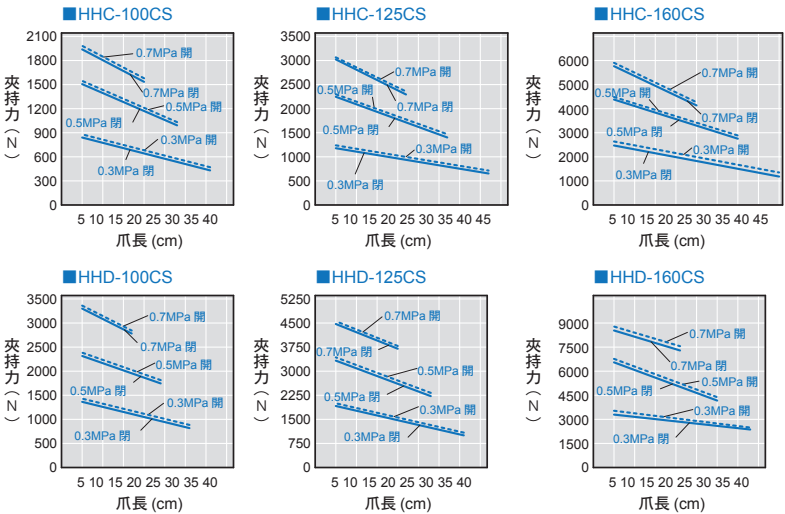 ■HHC-100CS
2100
1800
1500
1200
900
600
300
0
夾持力(N)
0.7MPa 開
0.7MPa 閉
0.5MPa 開
0.5MPa 閉
0.3MPa 開
0.3MPa 閉
5 10 15 20 25 30 35 40
爪長 (cm)
■HHC-125CS
3500
3000
2500
2000
1500
1000
500
0
夾持力(N)
0.7MPa 開
0.5MPa 開
0.7MPa 閉
0.5MPa 閉
0.3MPa 開
0.3MPa 閉
5 10 15 20 25 30 35 40 45
爪長 (cm)
■HHC-160CS
6000
5000
4000
3000
2000
1000
0
夾持力(N)
0.7MPa 開
0.5MPa 開
0.7MPa 閉
0.5MPa 閉
0.3MPa 開
0.3MPa 閉
5 10 15 20 25 30 35 40 45
爪長 (cm)
■HHD-100CS
3500
3000
2500
2000
1500
1000
500
0
夾持力(N)
0.7MPa 開
0.7MPa 閉
0.5MPa 開
0.5MPa 閉
0.3MPa 開
0.3MPa 閉
5 10 15 20 25 30 35 40
爪長 (cm)
■HHD-125CS
5250
4500
3750
3000
2250
1500
750
0
夾持力(N)
0.7MPa 開
0.7MPa 閉
0.5MPa 開
0.5MPa 閉
0.3MPa 開
0.3MPa 閉
5 10 15 20 25 30 35 40
爪長 (cm)
■HHD-160CS
9000
7500
6000
4500
3000
1500
0
夾持力(N)
0.7MPa 開
0.7MPa 閉
0.5MPa 開
0.5MPa 閉
0.3MPa 開
0.3MPa 閉
5 10 15 20 25 30 35 40
爪長 (cm)